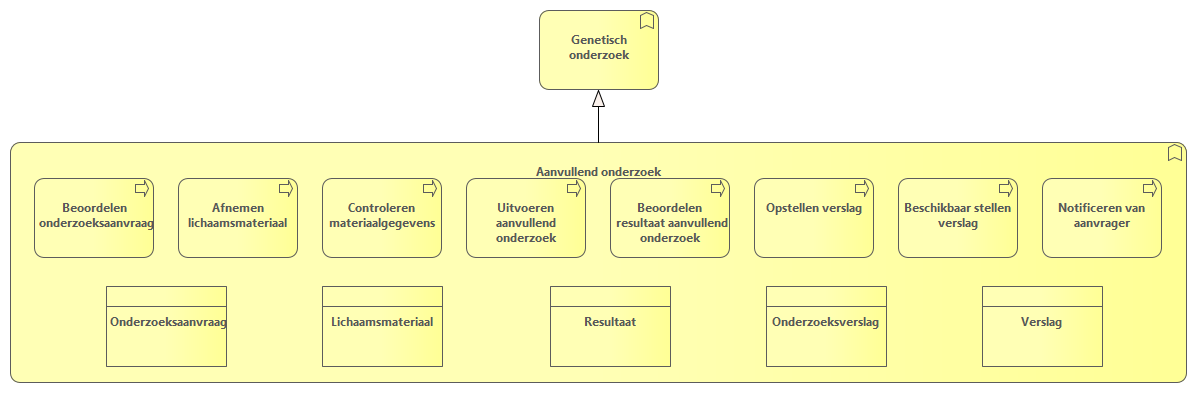 Genetisch
onderzoek
Aanvullend onderzoek
Beoordelen
onderzoeksaanvraag
Afnemen
lichaamsmateriaal
Controleren
materiaalgegevens
Uitvoeren
aanvullend
onderzoek
Beoordelen
resultaat aanvullend
onderzoek
Opstellen verslag
Beschikbaar stellen
verslag
Notificeren van
aanvrager
Onderzoeksaanvraag
Lichaamsmateriaal
Resultaat
Onderzoeksverslag
Verslag